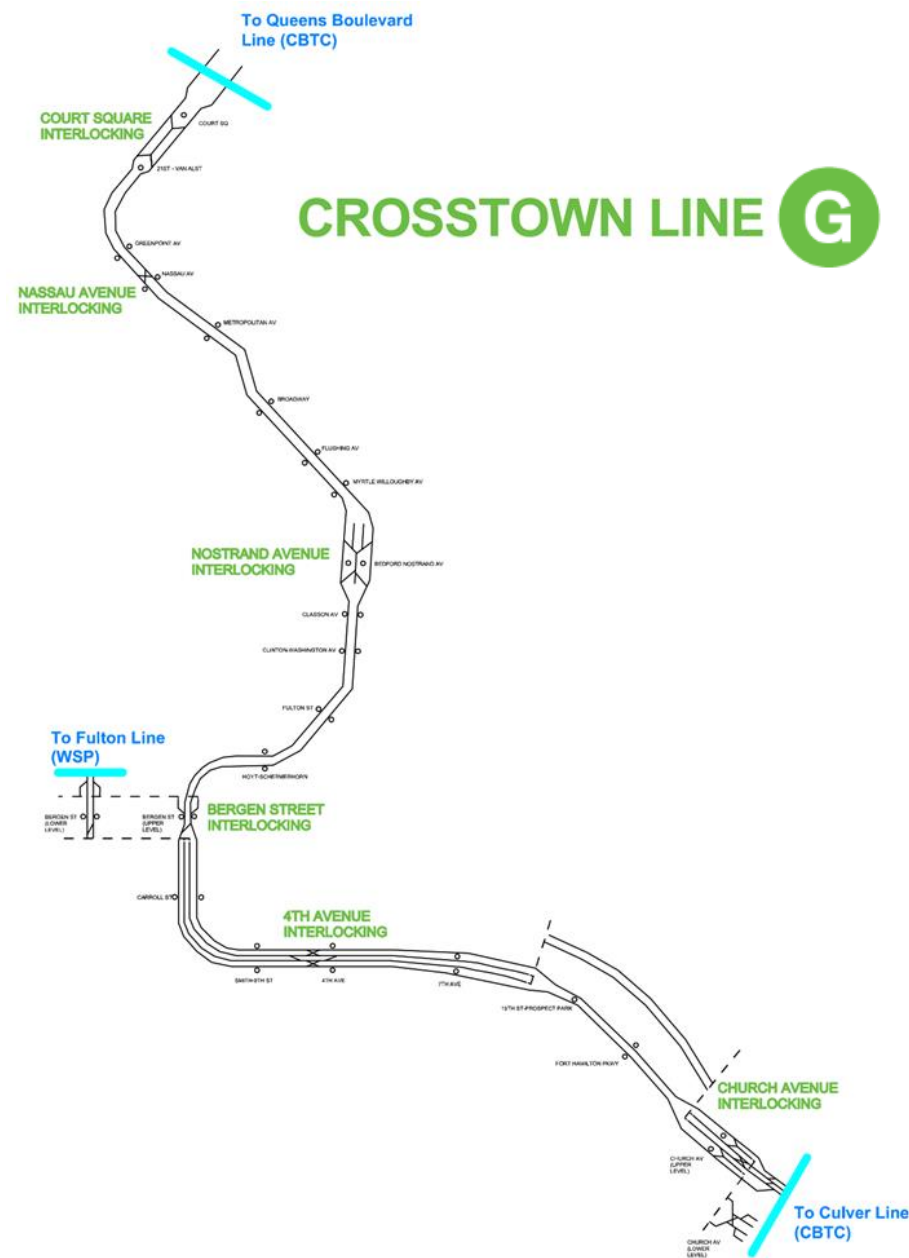 To Queens Boulevard
Line (CBTC)
COURT SQUARE
INTERLOCKING
COURT SQ
21ST - VAN ALST
CROSSTOWN LINE G
GREENPOINT AV
NASSAU AV
NASSAU AVENUE
INTERLOCKING
METROPOLITAN AV
BROADWAY
FLUSHING AV
MYRTLE WILLOUGHBY AV
NOSTRAND AVENUE
INTERLOCKING
BEDFORD NOSTRAND AV
CLASSON AV
CLINTON-WASHINGTON AV
FULTON ST
To Fulton Line
(WSP)
HOYT-SCHERMERHORN
BERGEN ST
(LOWER
LEVEL)
BERGEN ST
(UPPER
LEVEL)
BERGEN STREET
INTERLOCKING
CARROLL ST
4TH AVENUE
INTERLOCKING
SMITH-9TH ST
4TH AVE
7TH AVE
15TH ST-PROSPECT PARK
FORT HAMILTON PKWY
CHURCH AVENUE
INTERLOCKING
CHURCH AV
(UPPER
LEVEL)
To Culver Line
(CBTC)
CHURCH AV
(LOWER
LEVEL)